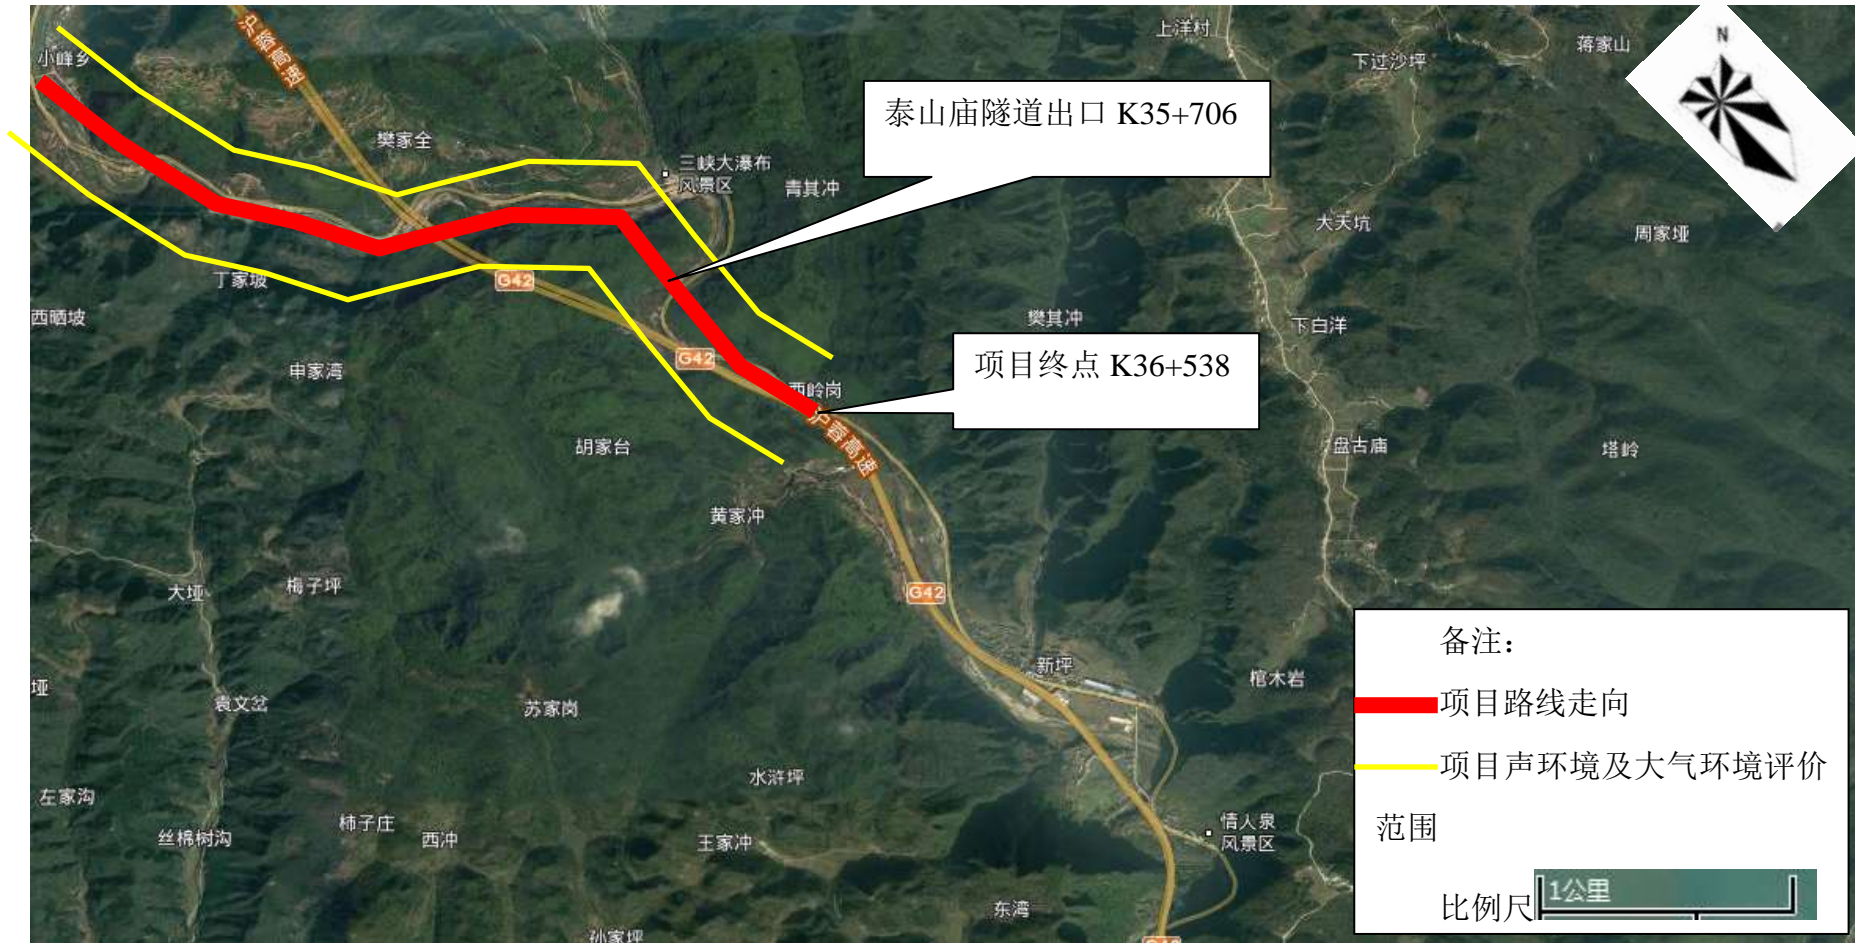 沪蓉高速
上洋村
蒋家山
N
小峰乡
下过沙坪
泰山庙隧道出口 K35+706
樊家全
三峡大瀑布
风景区
青其冲
大天坑
周家垭
丁家坡
G42
西晒坡
樊其冲
下白洋
项目终点 K36+538
G42
申家湾
西岭岗
沪蓉高速
胡家台
盘古庙
塔岭
黄家冲
大垭
梅子坪
G42
备注：
新坪
棺木岩
垭
袁文岔
苏家岗
项目路线走向
项目声环境及大气环境评价
范围
水浒坪
左家沟
柿子庄
丝棉树沟
西冲
王家冲
情人泉
风景区
1公里
比例尺
东湾
孙家坪